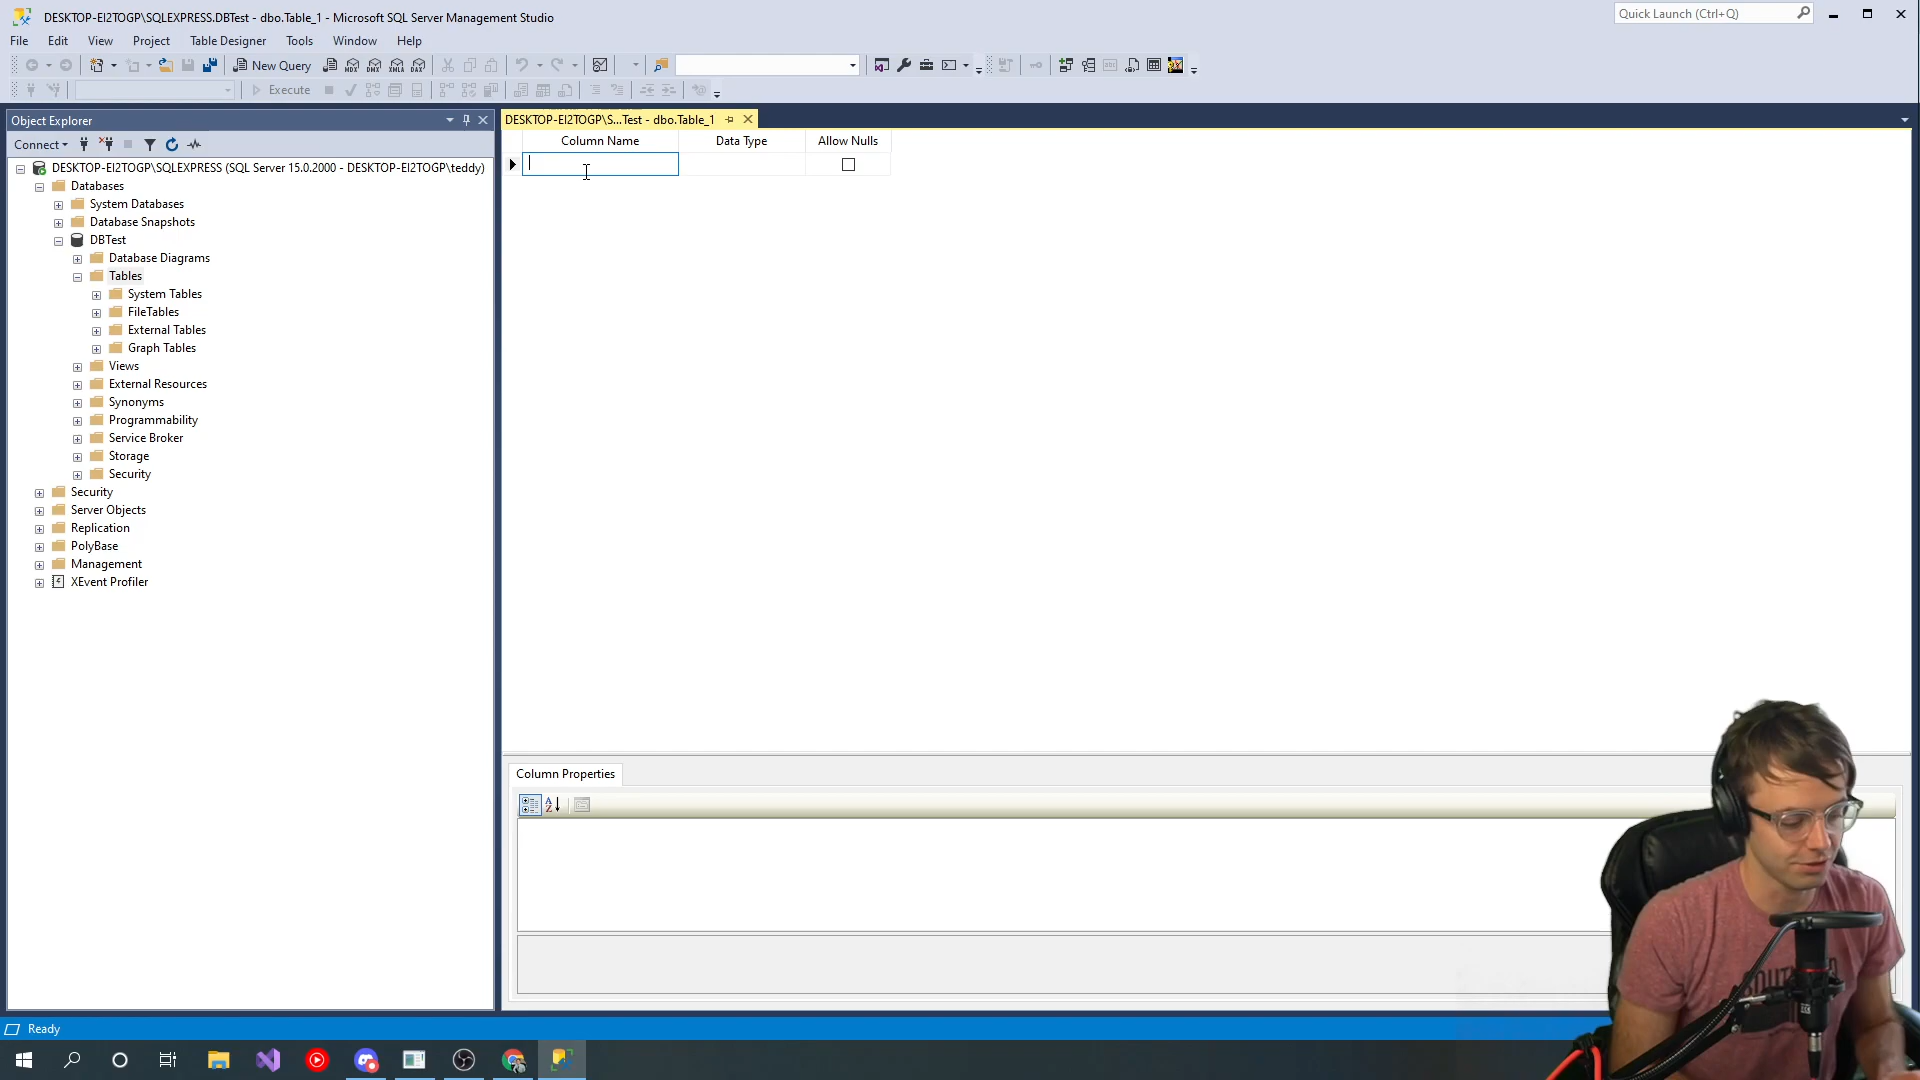 DESKTOP-EI2TOGP\SQLEXPRESS.DBTest - dbo.Table_1 - Microsoft SQL Server Management Studio
Quick Launch (Ctrl+Q)
File Edit View Project Table Designer Tools Window Help
New Query
MDX DMX XMLA DAX
Execute
Object Explorer
DESKTOP-EI2TOGP\S...Test - dbo.Table_1
Connect
Column Name Data Type Allow Nulls
DESKTOP-EI2TOGP\SQLEXPRESS (SQL Server 15.0.2000 - DESKTOP-EI2TOGP\teddy)
Databases
System Databases
Database Snapshots
DBTest
Database Diagrams
Tables
System Tables
FileTables
External Tables
Graph Tables
Views
External Resources
Synonyms
Programmability
Service Broker
Storage
Security
Security
Server Objects
Replication
PolyBase
Management
XEvent Profiler
Column Properties
Ready